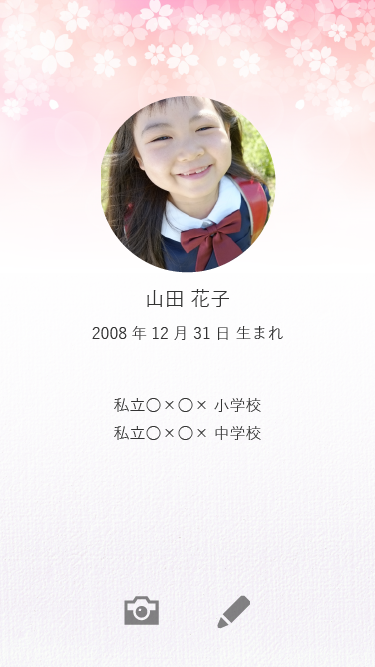 山田 花子
2008 年 12 月 31 日 生まれ
私立〇×〇× 小学校
私立〇×〇× 中学校